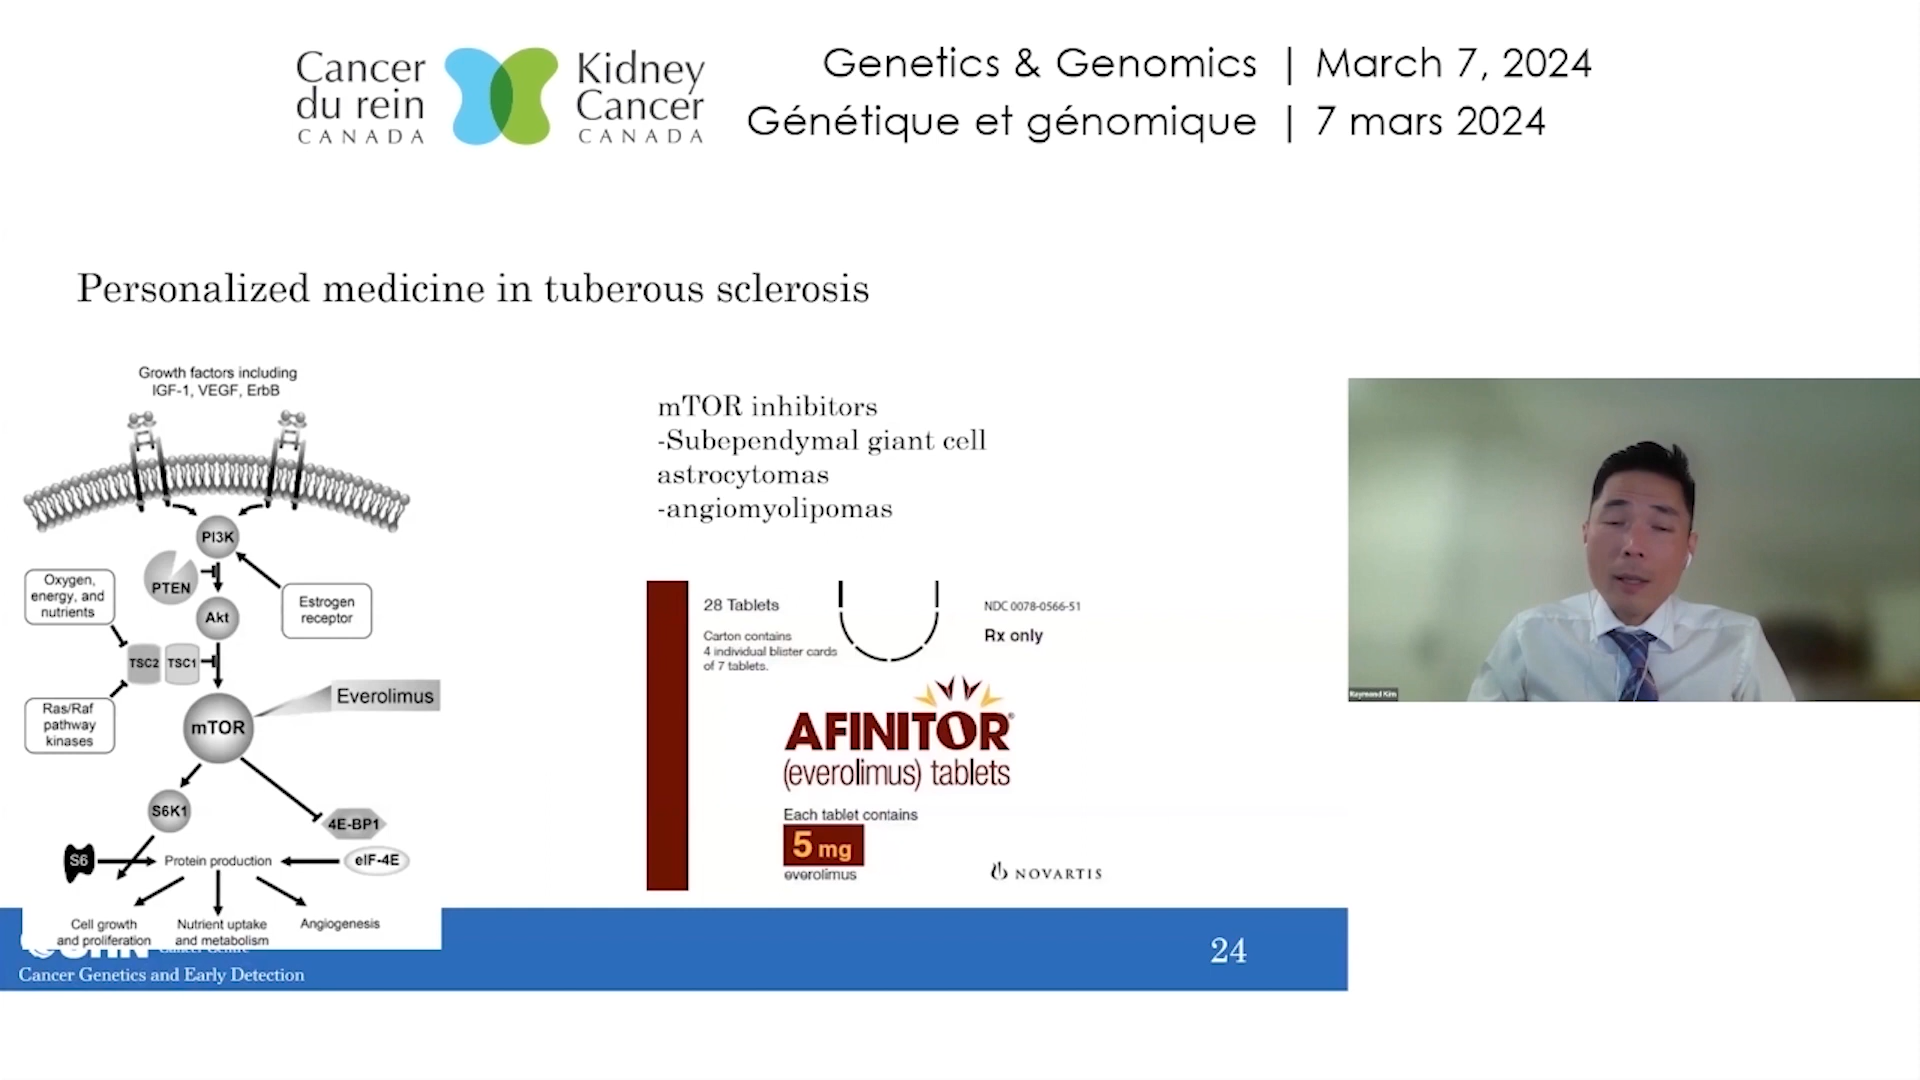 Cancer
du rein
CANADA
Kidney
Cancer
CANADA
Genetics & Genomics | March 7, 2024
Génétique et génomique | 7 mars 2024
Personalized medicine in tuberous sclerosis
Growth factors including
IGF-1, VEGF, ErbB
PI3K
PTEN
Oxygen,
energy, and
nutrients
Akt
Estrogen
receptor
TSC2
TSC1
Ras/Raf
pathway
kinases
mTOR
Everolimus
S6K1
4E-BP1
S6
Protein production
eIF-4E
Cell growth
and proliferation
Nutrient uptake
and metabolism
Angiogenesis
mTOR inhibitors
-Subependymal giant cell
astrocytomas
-angiomyolipomas
28 Tablets
Carton contains
4 individual blister cards
of 7 tablets.
NDC 0078-0566-51
Rx only
AFINITOR®
(everolimus) tablets
Each tablet contains
5 mg
everolimus
NOVARTIS
Raymond Kim
Cancer Genetics and Early Detection
24